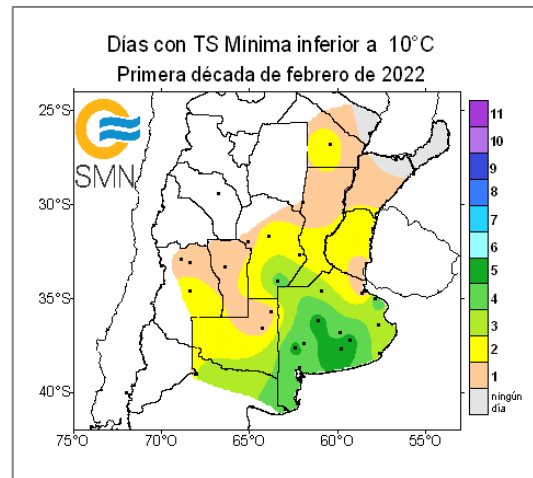 Días con TS Mínima inferior a 10°C
Primera década de febrero de 2022
SMN
25°S
30°S
35°S
40°S
75°O
70°O
65°O
60°O
55°O
11
10
9
8
7
6
5
4
3
2
1
ningún
día